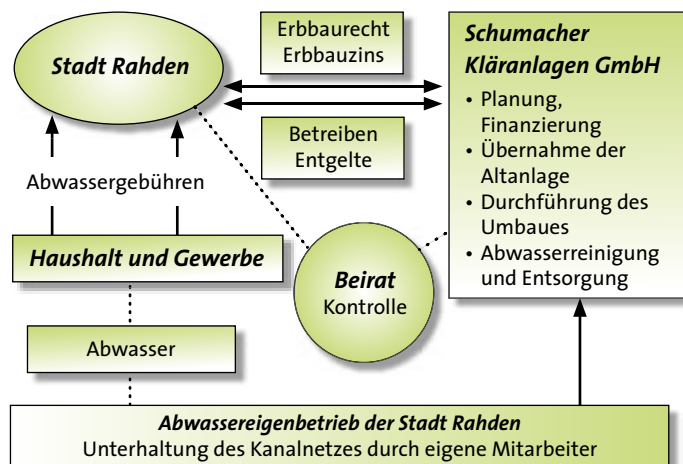 Stadt Rahden
Erbbaurecht
Erbbauzins
Betreiben
Entgelte
Schumacher
Kläranlagen GmbH
• Planung,
Finanzierung
• Übernahme der
Altanlage
• Durchführung des
Umbaues
• Abwasserreinigung
und Entsorgung
Abwassergebühren
Haushalt und Gewerbe
Beirat
Kontrolle
Abwasser
Abwassereigenbetrieb der Stadt Rahden
Unterhaltung des Kanalnetzes durch eigene Mitarbeiter